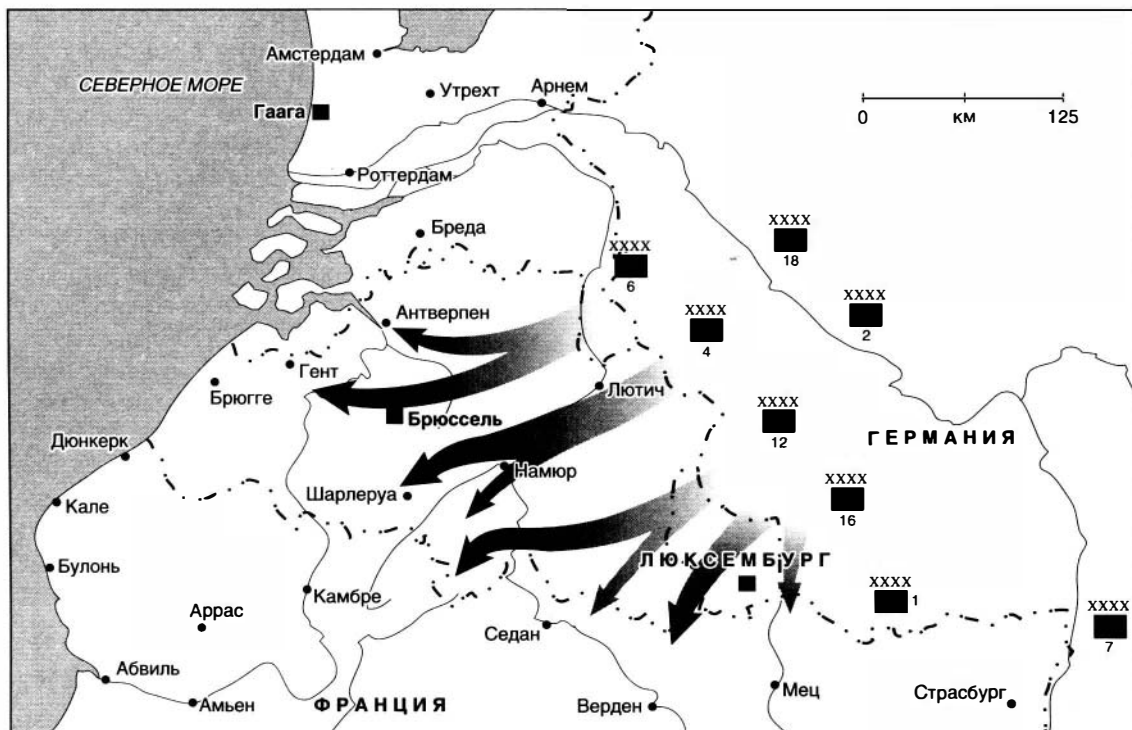 Амстердам
СЕВЕРНОЕ МОРЕ
Утрехт
Арнем
Гаага
0 км 125
Роттердам
Бреда
XXXX
18
XXXX
6
XXXX
2
XXXX
4
Антверпен
Гент
Брюгге
Лютич
Брюссель
XXXX
12
ГЕРМАНИЯ
Дюнкерк
Намюр
Шарлеруа
XXXX
16
Кале
ЛЮКСЕМБУРГ
Булонь
Камбре
XXXX
1
Аррас
Седан
XXXX
7
Абвиль
Мец
Страсбург
Амьен
ФРАНЦИЯ
Верден